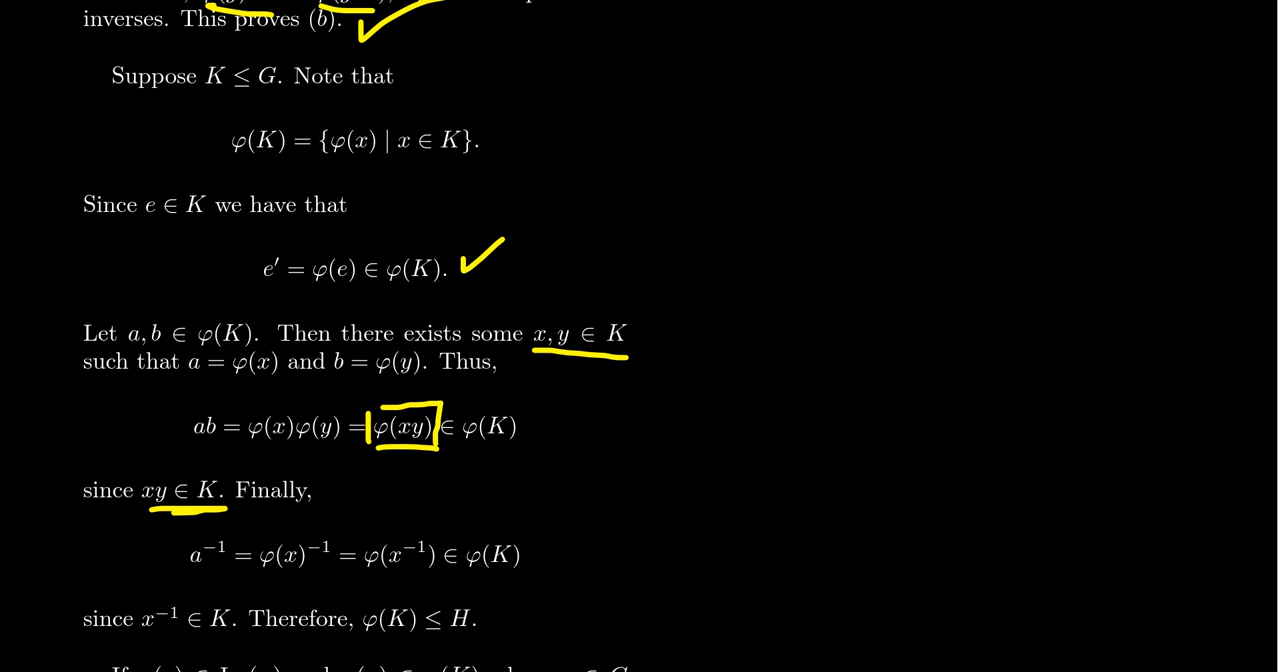 inverses. This proves (b).
Suppose K ≤ G. Note that
φ(K) = {φ(x) | x ∈ K}.
Since e ∈ K we have that
e′ = φ(e) ∈ φ(K).
Let a, b ∈ φ(K). Then there exists some x, y ∈ K
such that a = φ(x) and b = φ(y). Thus,
ab = φ(x)φ(y) = φ(xy) ∈ φ(K)
since xy ∈ K. Finally,
a⁻¹ = φ(x)⁻¹ = φ(x⁻¹) ∈ φ(K)
since x⁻¹ ∈ K. Therefore, φ(K) ≤ H.